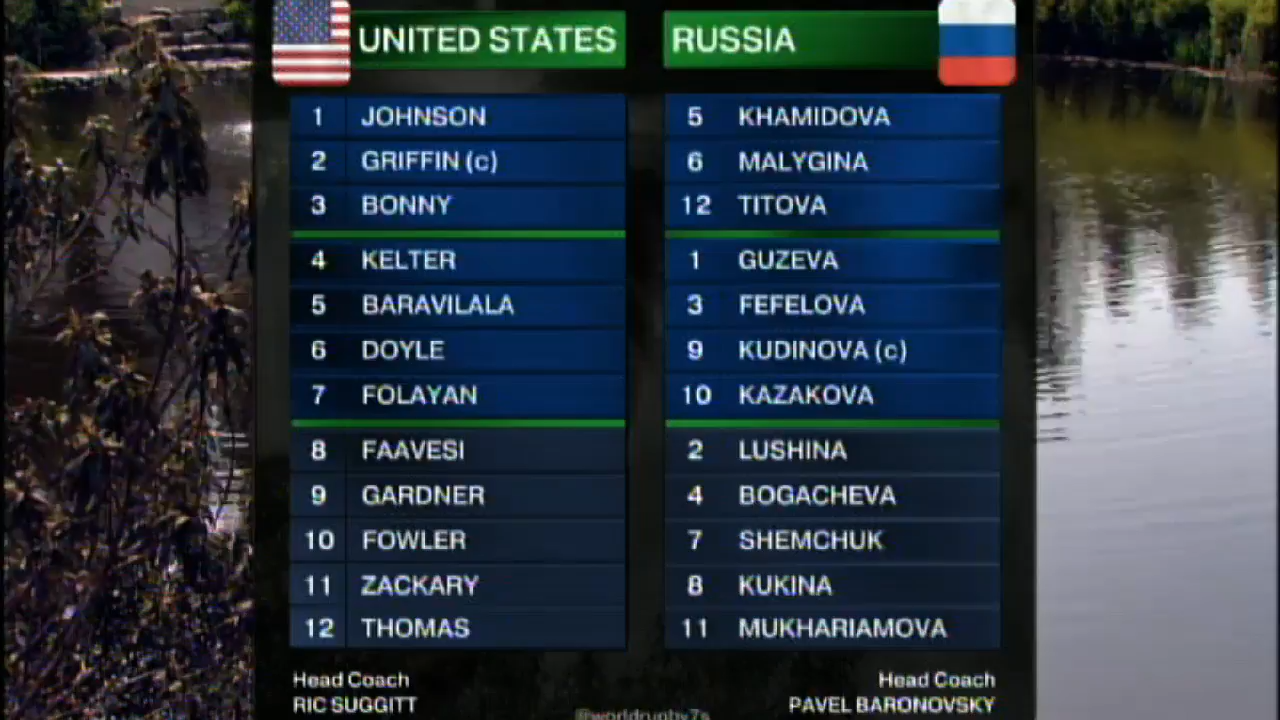 UNITED STATES
1 JOHNSON
2 GRIFFIN (c)
3 BONNY
4 KELTER
5 BARAVILALA
6 DOYLE
7 FOLAYAN
8 FAAVESI
9 GARDNER
10 FOWLER
11 ZACKARY
12 THOMAS
Head Coach
RIC SUGGITT
RUSSIA
5 KHAMIDOVA
6 MALYGINA
12 TITOVA
1 GUZEVA
3 FEFELOVA
9 KUDINOVA (c)
10 KAZAKOVA
2 LUSHINA
4 BOGACHEVA
7 SHEMCHUK
8 KUKINA
11 MUKHARIAMOVA
Head Coach
PAVEL BARONOVSKY
@worldrugby7s